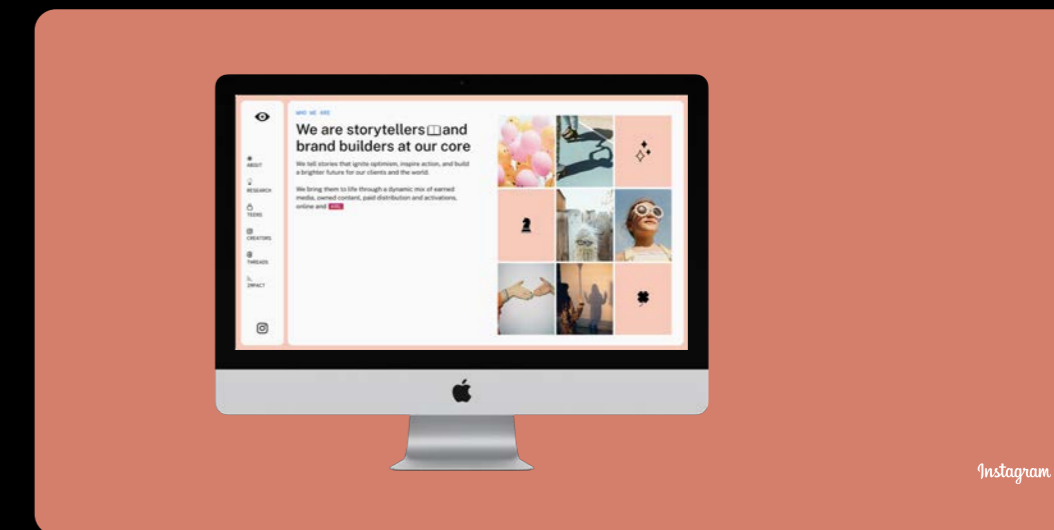 WHO WE ARE
We are storytellers and
brand builders at our core
We tell stories that ignite optimism, inspire action, and build
a brighter future for our clients and the world.
We bring them to life through a dynamic mix of earned
media, owned content, paid distribution and activations,
online and IRL.
ABOUT
RESEARCH
TEENS
CREATORS
THREADS
IMPACT
Instagram